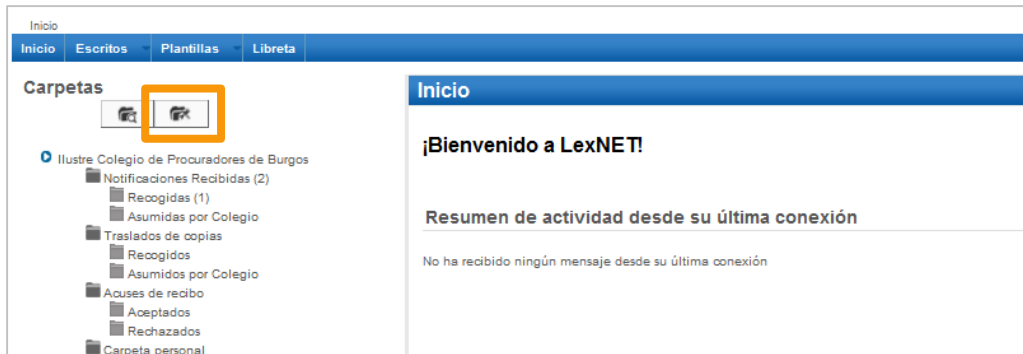 Inicio
Inicio Escritos Plantillas Libreta
Carpetas
Ilustre Colegio de Procuradores de Burgos
Notificaciones Recibidas (2)
Recogidas (1)
Asumidas por Colegio
Traslados de copias
Recogidos
Asumidos por Colegio
Acuses de recibo
Aceptados
Rechazados
Carpeta personal
Inicio
¡Bienvenido a LexNET!
Resumen de actividad desde su última conexión
No ha recibido ningún mensaje desde su última conexión